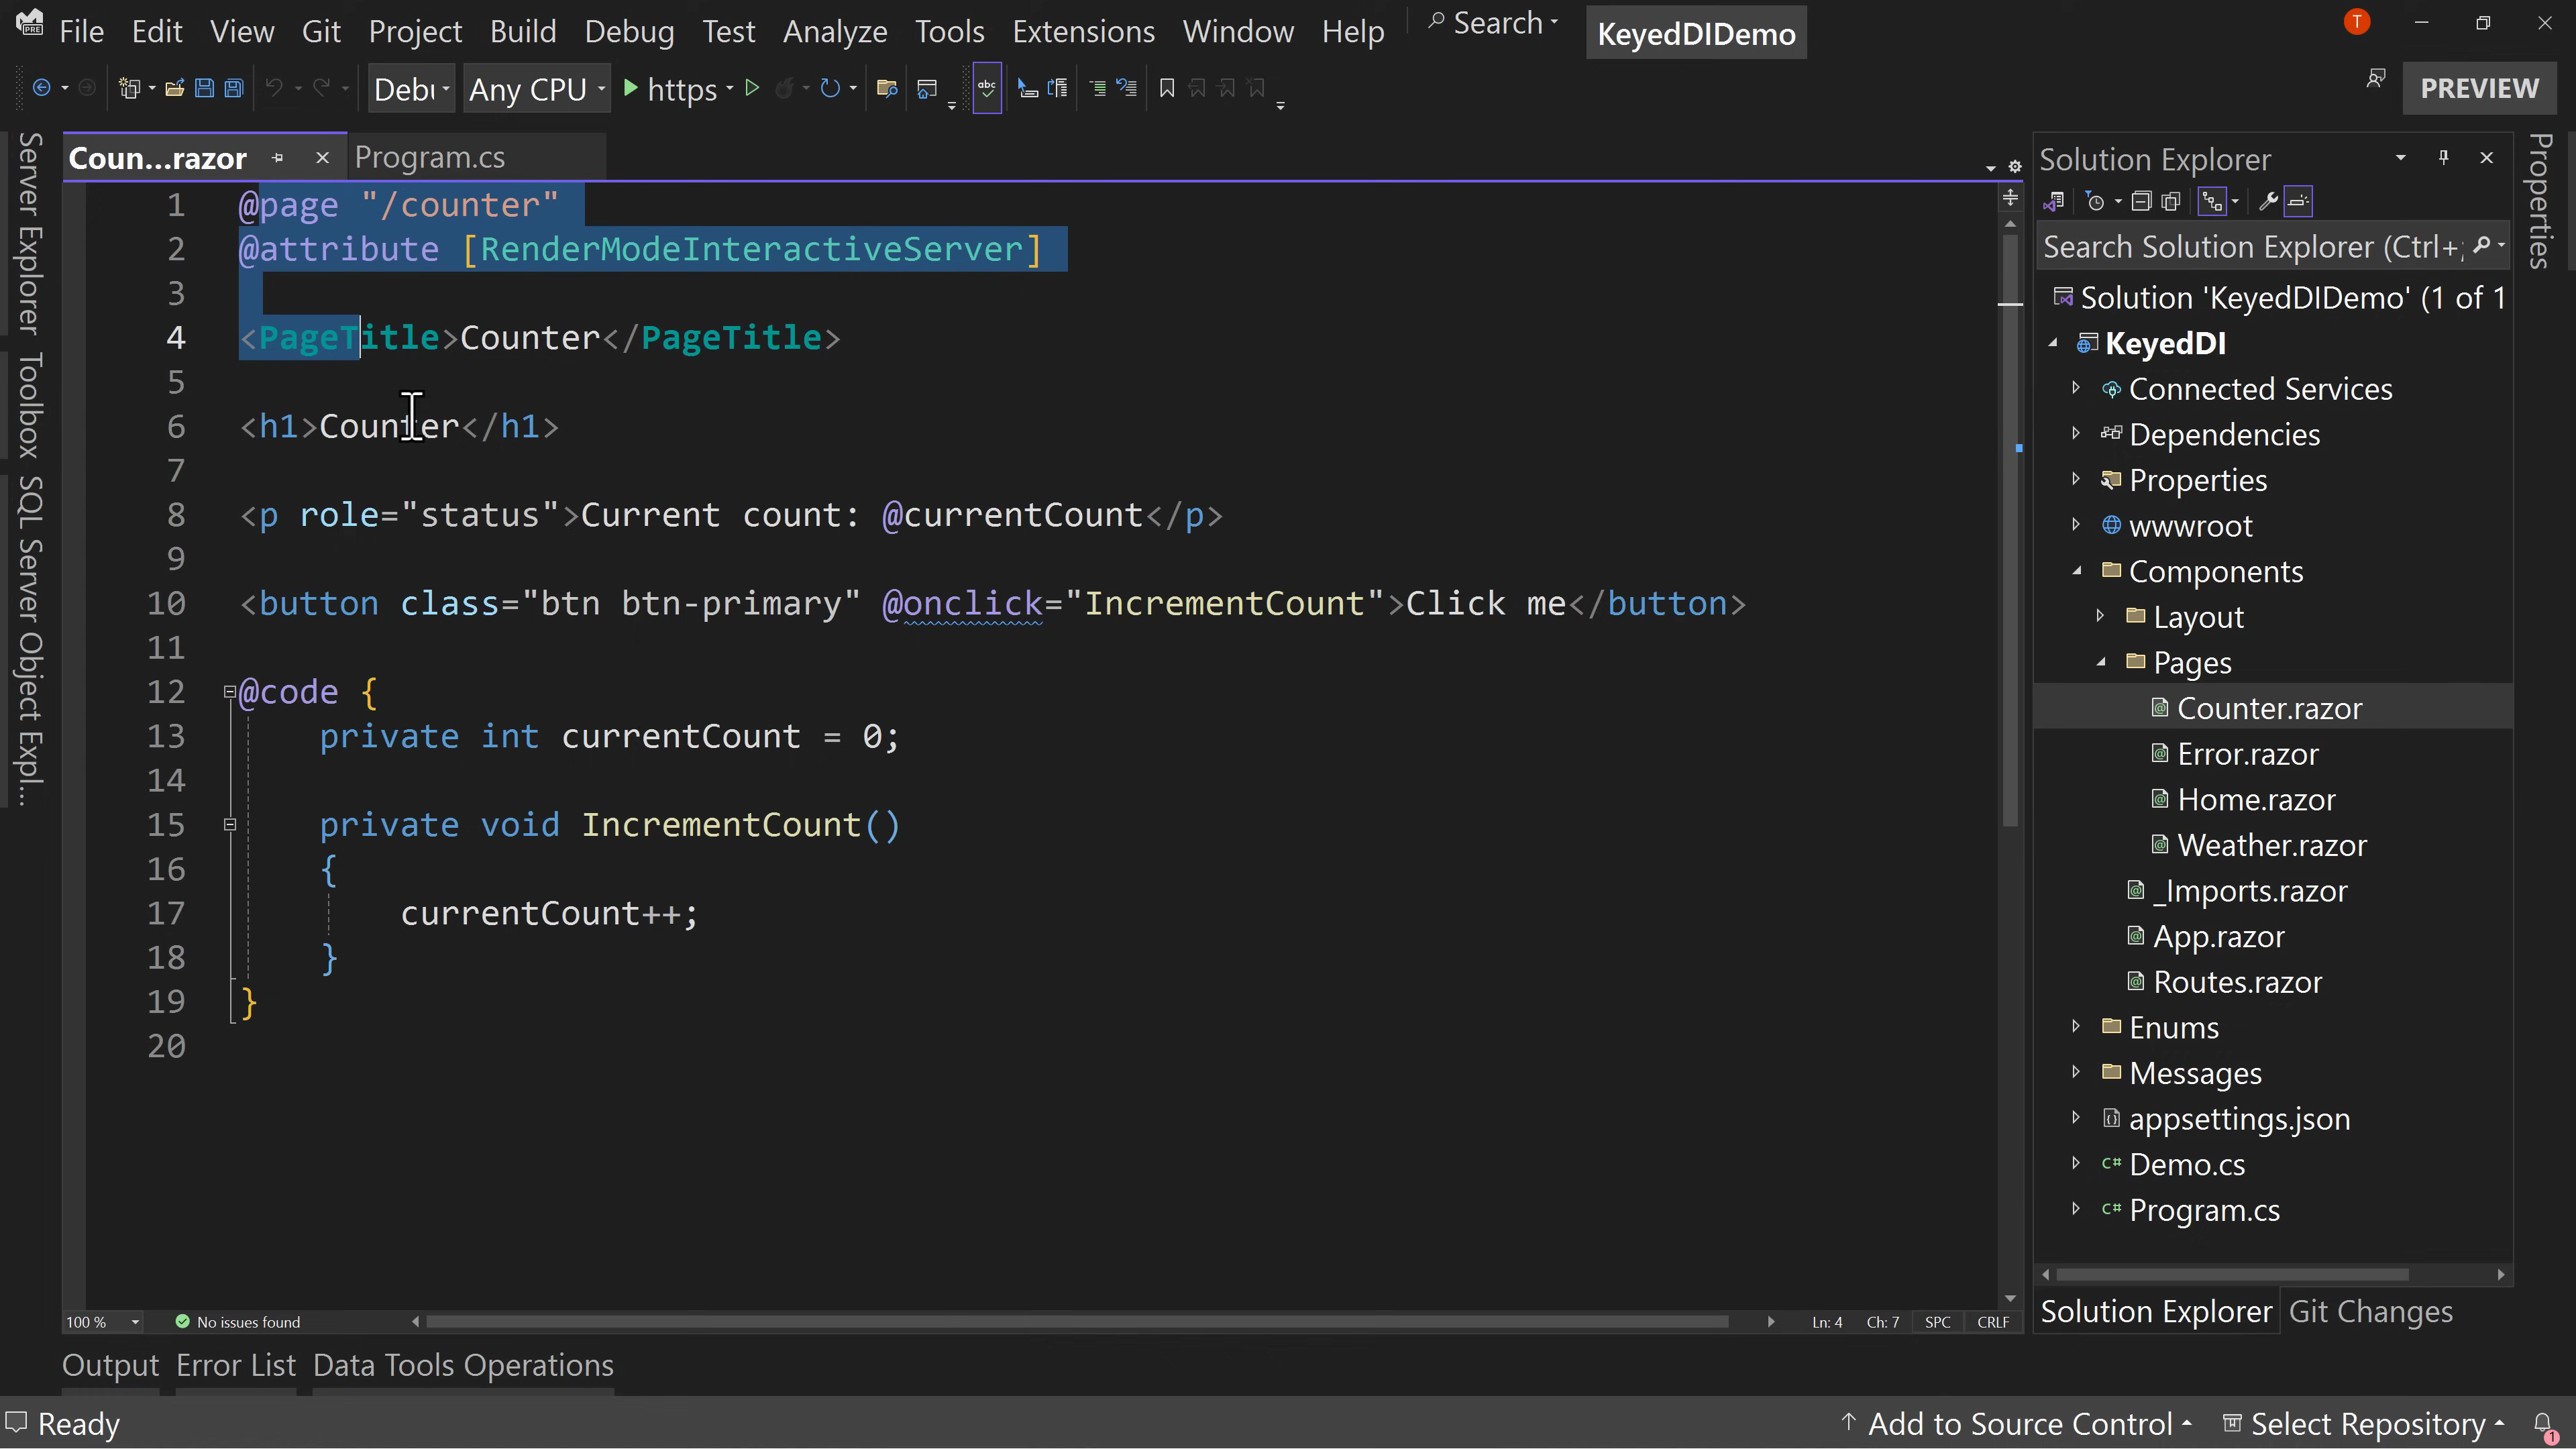 File Edit View Git Project Build Debug Test Analyze Tools Extensions Window Help Search KeyedDIDemo
Debu Any CPU https PREVIEW
Server Explorer
Toolbox
SQL Server Object Expl...
Coun...razor Program.cs
1 @page "/counter"
2 @attribute [RenderModeInteractiveServer]
3
4 <PageTitle>Counter</PageTitle>
5
6 <h1>Counter</h1>
7
8 <p role="status">Current count: @currentCount</p>
9
10 <button class="btn btn-primary" @onclick="IncrementCount">Click me</button>
11
12 @code {
13 private int currentCount = 0;
14
15 private void IncrementCount()
16 {
17 currentCount++;
18 }
19 }
20
100 % No issues found Ln: 4 Ch: 7 SPC CRLF
Solution Explorer
Search Solution Explorer (Ctrl+;
Solution 'KeyedDIDemo' (1 of 1
KeyedDI
Connected Services
Dependencies
Properties
wwwroot
Components
Layout
Pages
Counter.razor
Error.razor
Home.razor
Weather.razor
_Imports.razor
App.razor
Routes.razor
Enums
Messages
appsettings.json
Demo.cs
Program.cs
Solution Explorer Git Changes
Properties
Output Error List Data Tools Operations
Ready Add to Source Control Select Repository 1